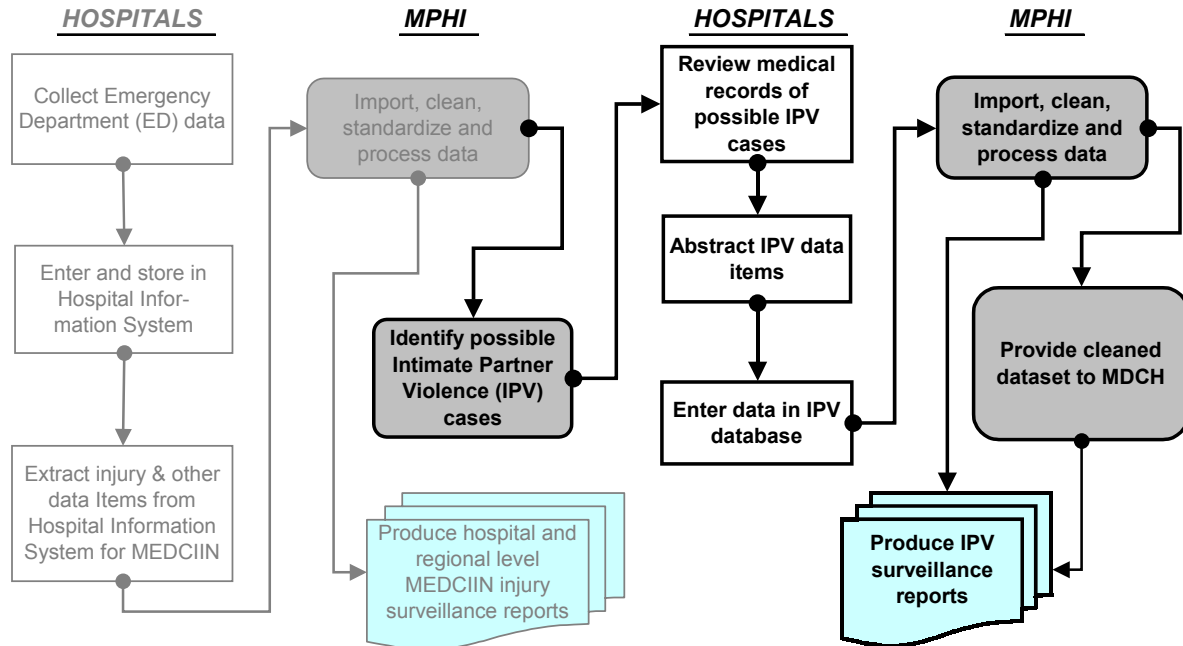 HOSPITALS
Collect Emergency
Department (ED) data
Enter and store in
Hospital Infor-
mation System
Extract injury & other
data Items from
Hospital Information
System for MEDCIIN
MPHI
Import, clean,
standardize and
process data
Identify possible
Intimate Partner
Violence (IPV)
cases
Produce hospital and
regional level
MEDCIIN injury
surveillance reports
HOSPITALS
Review medical
records of
possible IPV
cases
Abstract IPV data
items
Enter data in IPV
database
MPHI
Import, clean,
standardize and
process data
Provide cleaned
dataset to MDCH
Produce IPV
surveillance
reports